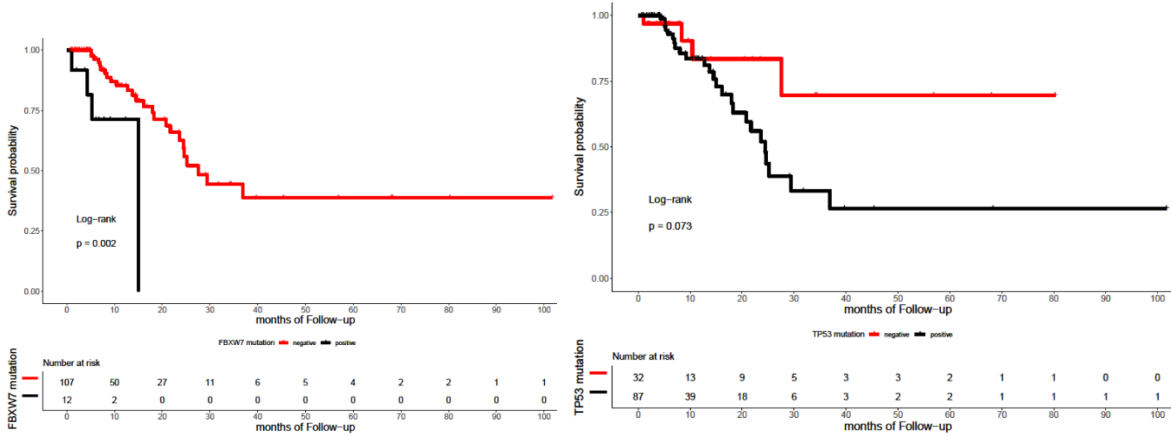 1.00
0.75
0.50
0.25
0.00
Survival probability
Log-rank
p = 0.002
0 10 20 30 40 50 60 70 80 90 100
months of Follow-up
FBXW7 mutation negative positive
Number at risk
FBXW7 mutation
107 50 27 11 6 5 4 2 2 1 1
12 2 0 0 0 0 0 0 0 0 0
0 10 20 30 40 50 60 70 80 90 100
months of Follow-up
1.00
0.75
0.50
0.25
0.00
Survival probability
Log-rank
p = 0.073
0 10 20 30 40 50 60 70 80 90 100
months of Follow-up
TP53 mutation negative positive
Number at risk
TP53 mutation
32 13 9 5 3 3 2 1 1 0 0
87 39 18 6 3 2 2 1 1 1 1
0 10 20 30 40 50 60 70 80 90 100
months of Follow-up